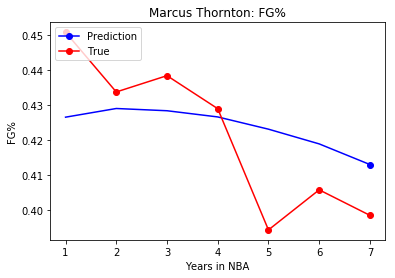 Marcus Thornton: FG%
Prediction
True
0.45
0.44
0.43
0.42
0.41
0.40
FG%
1 2 3 4 5 6 7
Years in NBA